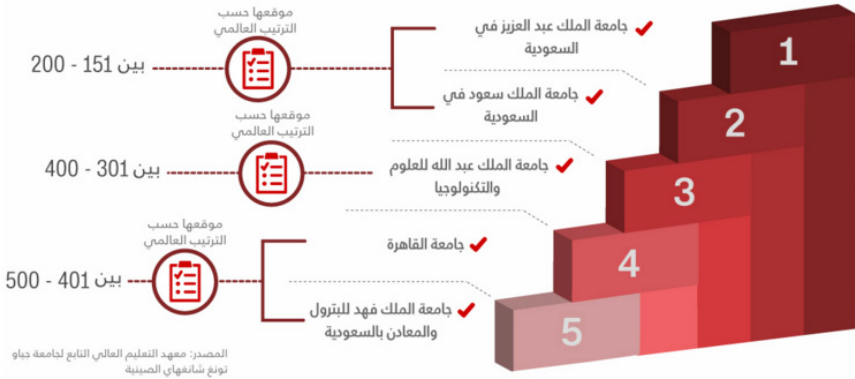 1
جامعة الملك عبد العزيز في
السعودية
موقعها حسب
الترتيب العالمي
بين 151 - 200
2
جامعة الملك سعود في
السعودية
3
جامعة الملك عبد الله للعلوم
والتكنولوجيا
موقعها حسب
الترتيب العالمي
بين 301 - 400
4
جامعة القاهرة
موقعها حسب
الترتيب العالمي
بين 401 - 500
5
جامعة الملك فهد للبترول
والمعادن بالسعودية
المصدر: معهد التعليم العالي التابع لجامعة جياو
تونغ شانغهاي الصينية